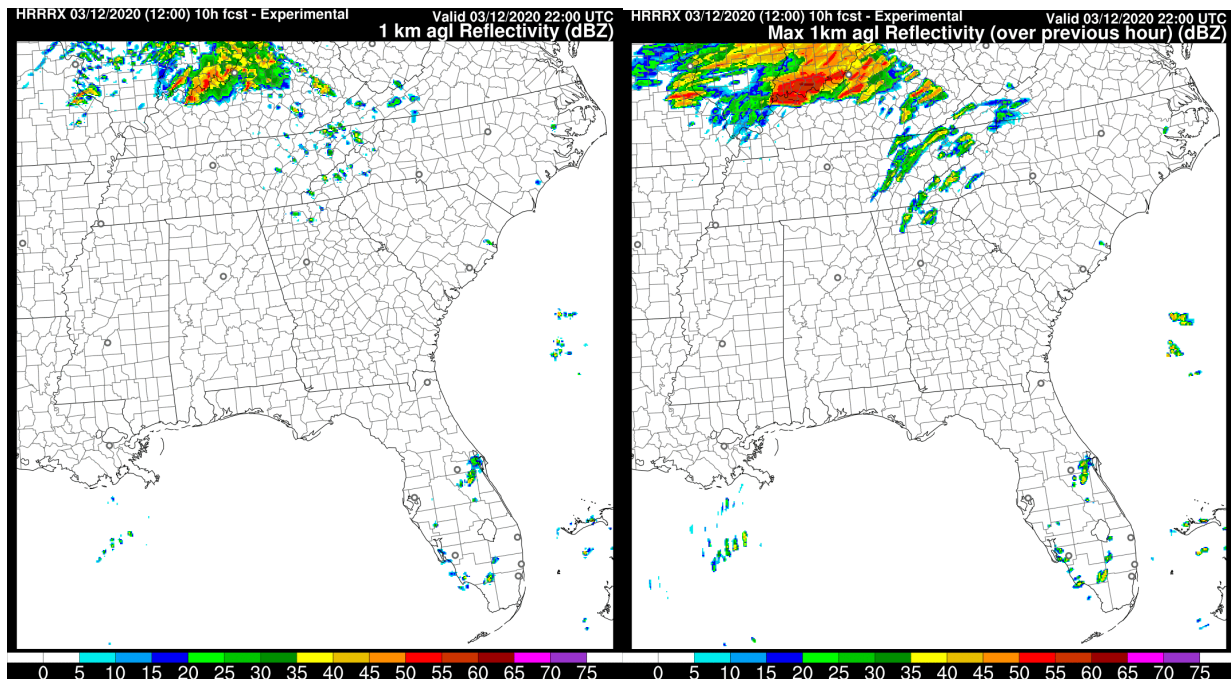 HRRRX 03/12/2020 (12:00) 10h fcst - Experimental
Valid 03/12/2020 22:00 UTC
1 km agl Reflectivity (dBZ)
0 5 10 15 20 25 30 35 40 45 50 55 60 65 70 75
HRRRX 03/12/2020 (12:00) 10h fcst - Experimental
Valid 03/12/2020 22:00 UTC
Max 1km agl Reflectivity (over previous hour) (dBZ)
0 5 10 15 20 25 30 35 40 45 50 55 60 65 70 75